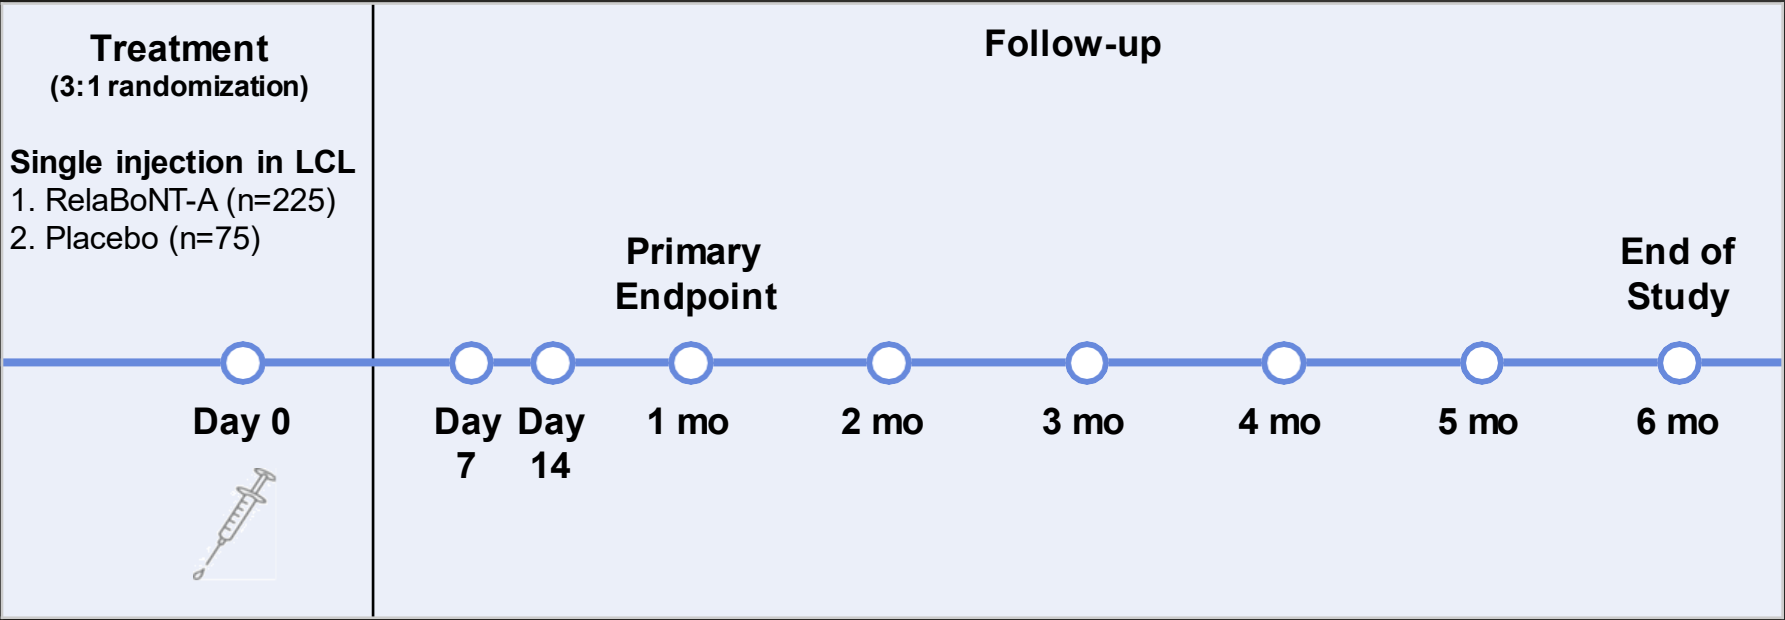 Treatment
(3:1 randomization)
Single injection in LCL
1. RelaBoNT-A (n=225)
2. Placebo (n=75)
Follow-up
Primary
Endpoint
End of
Study
Day 0
Day
7
Day
14
1 mo
2 mo
3 mo
4 mo
5 mo
6 mo